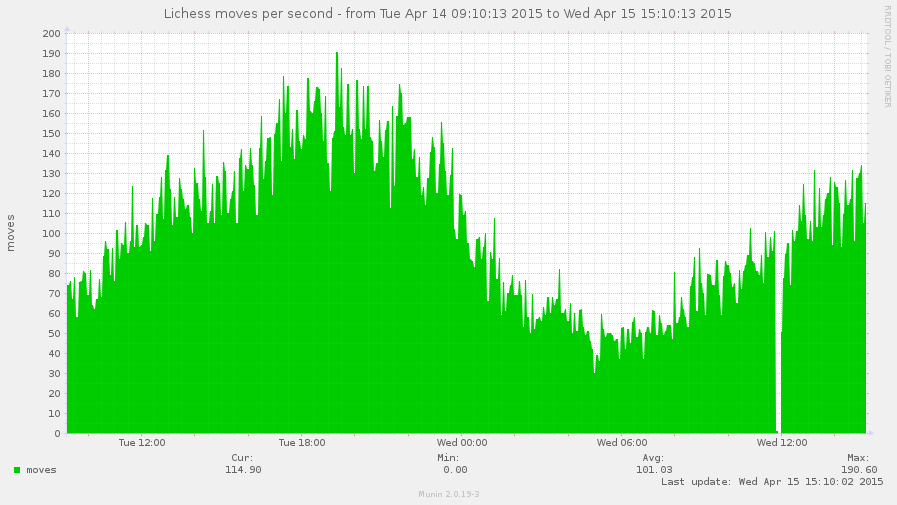 Lichess moves per second - from Tue Apr 14 09:10:13 2015 to Wed Apr 15 15:10:13 2015
RRDTOOL / TOBI OETIKER
moves
200
190
180
170
160
150
140
130
120
110
100
90
80
70
60
50
40
30
20
10
0
Tue 12:00 Tue 18:00 Wed 00:00 Wed 06:00 Wed 12:00
Cur: Min: Avg: Max:
moves 114.90 0.00 101.03 190.60
Last update: Wed Apr 15 15:10:02 2015
Munin 2.0.19-3